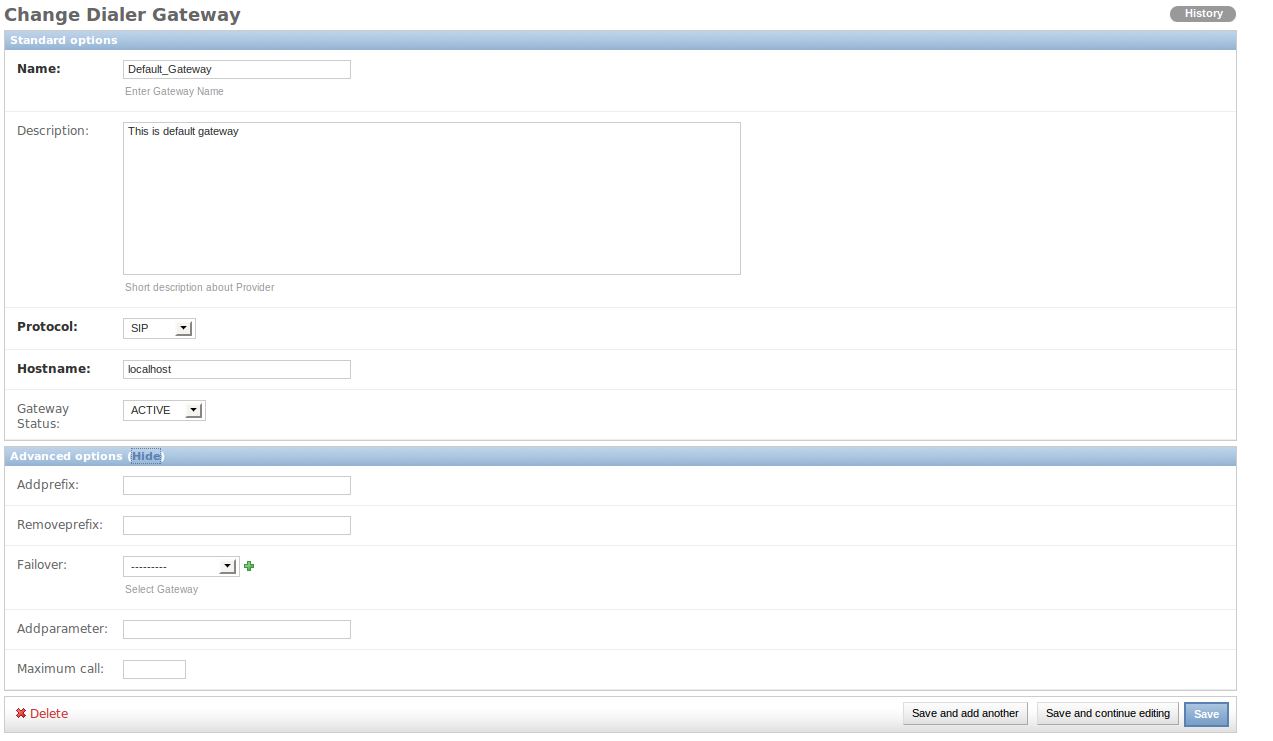 Change Dialer Gateway
History
Standard options
Name:
Default_Gateway
Enter Gateway Name
Description:
This is default gateway
Short description about Provider
Protocol:
SIP
Hostname:
localhost
Gateway
Status:
ACTIVE
Advanced options (Hide)
Addprefix:
Removeprefix:
Failover:
---------
Select Gateway
Addparameter:
Maximum call:
Delete
Save and add another
Save and continue editing
Save